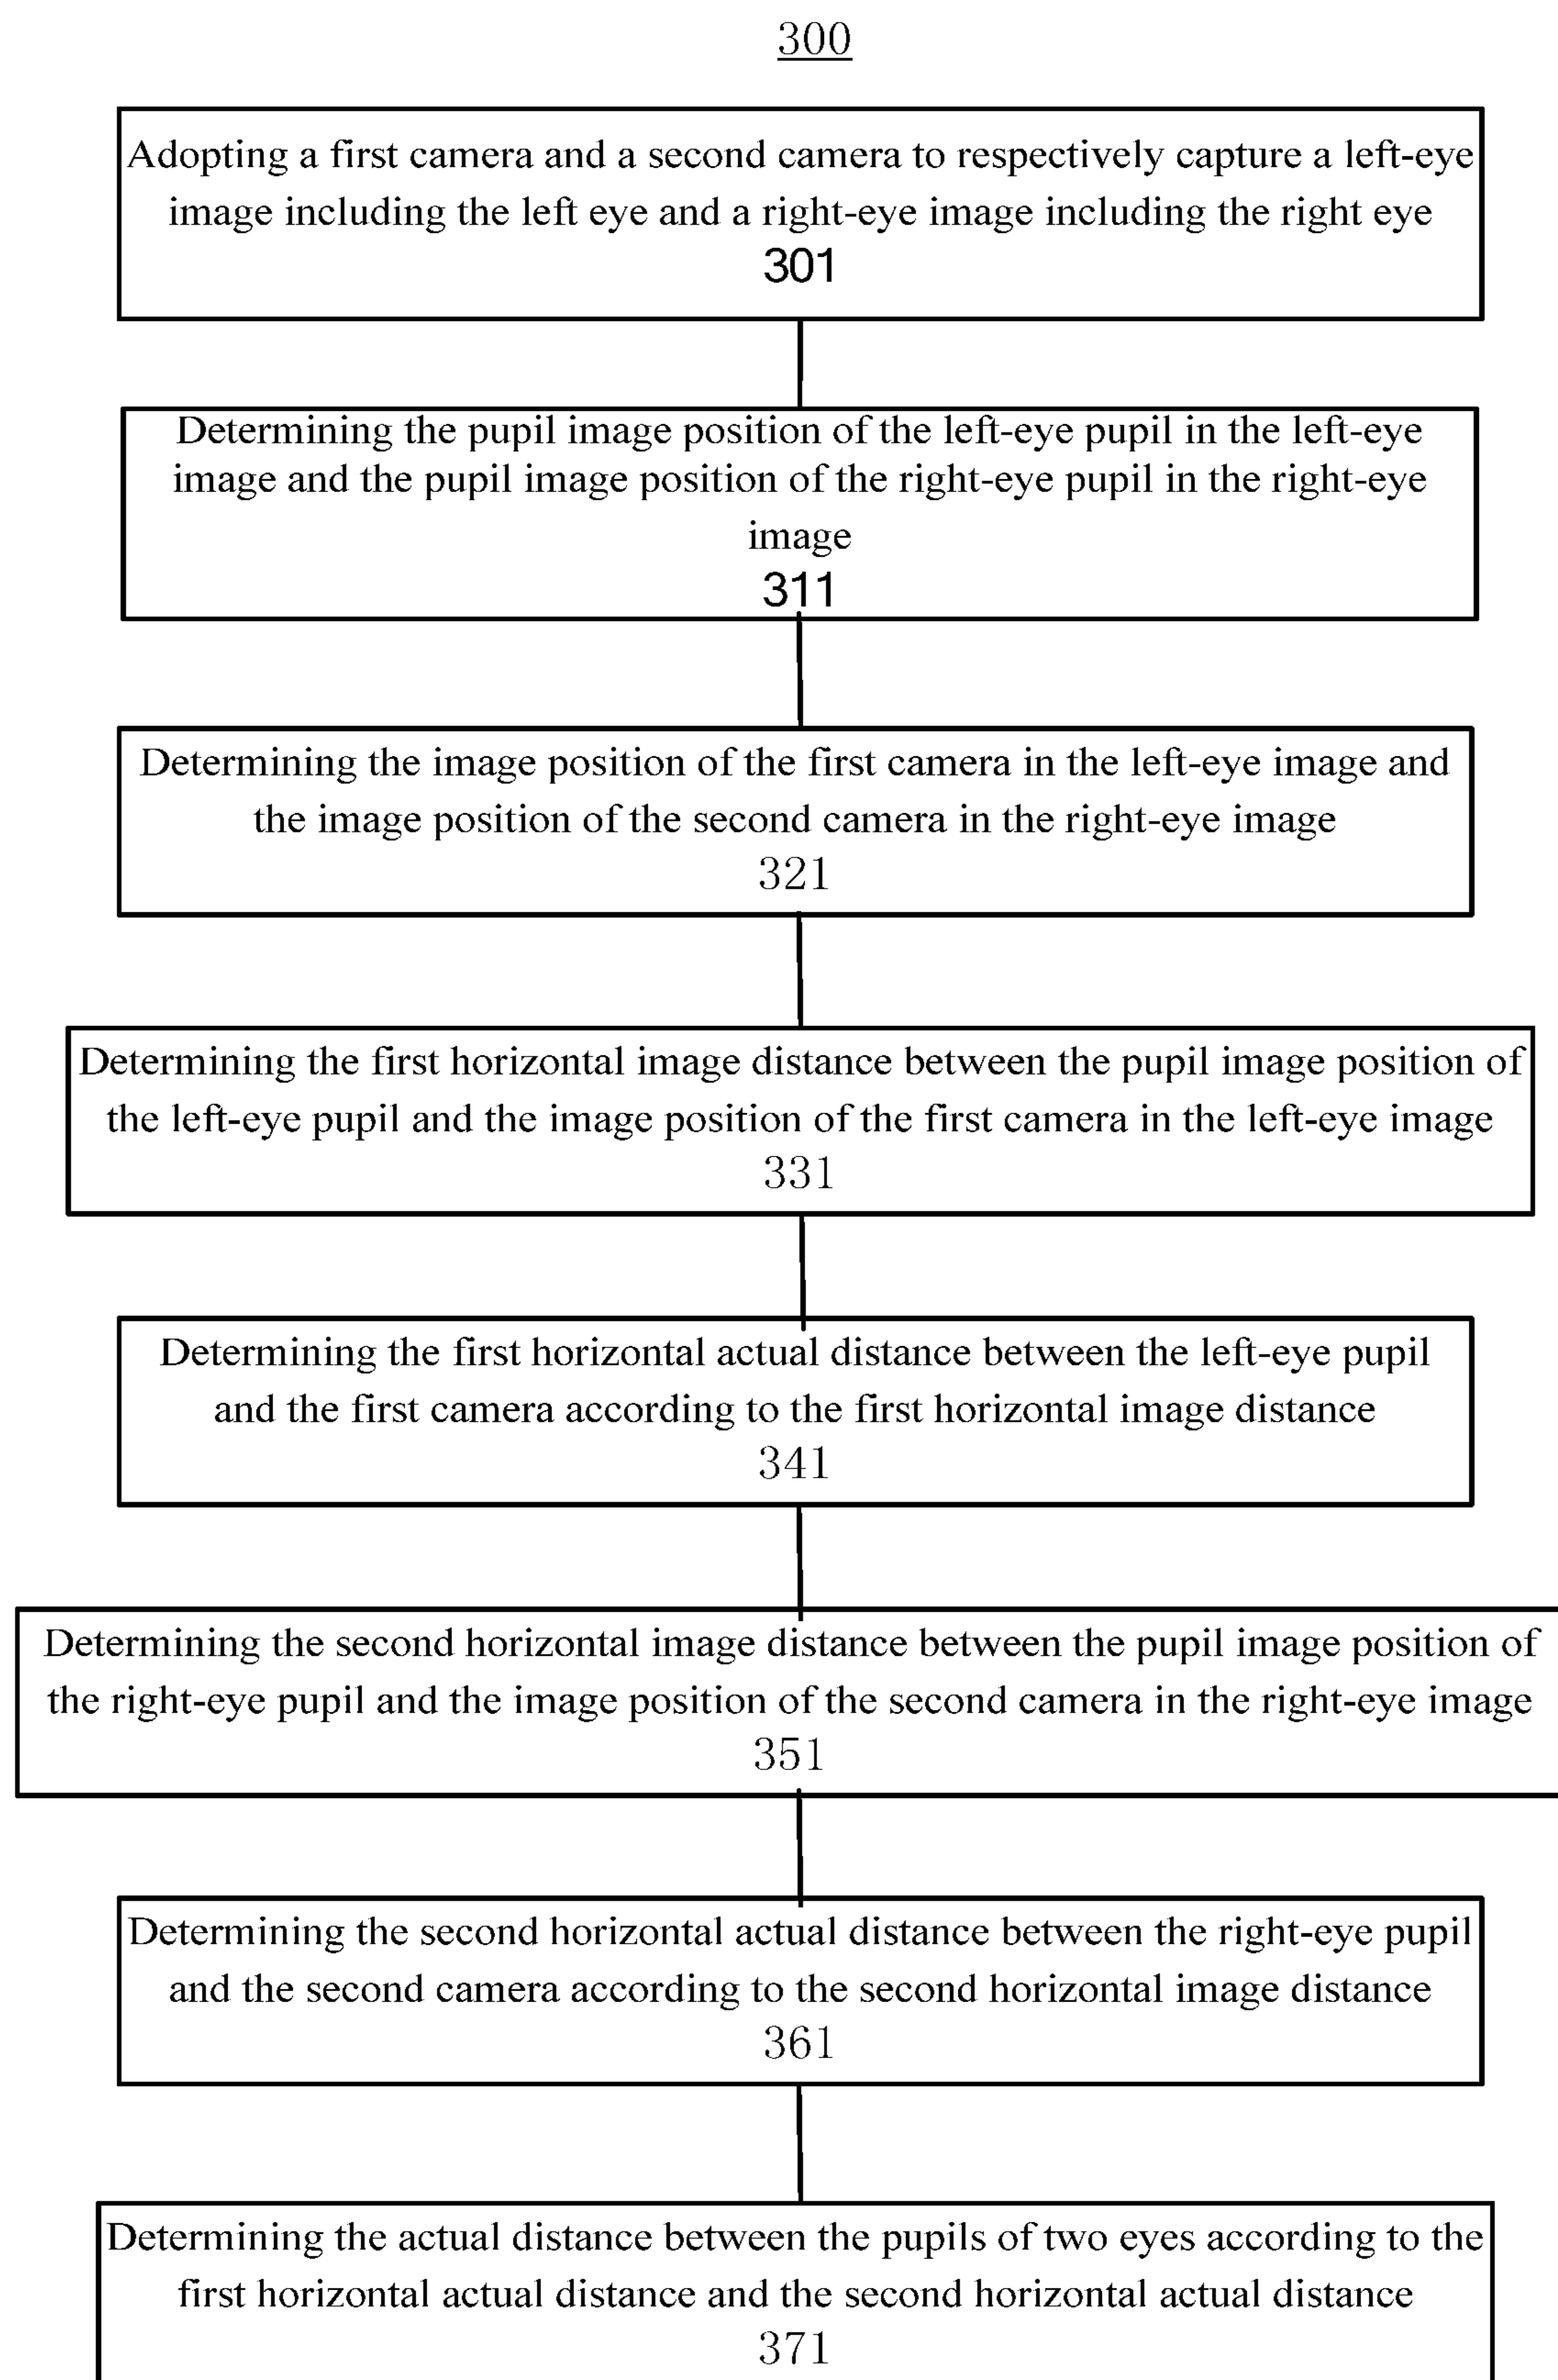 300
Adopting a first camera and a second camera to respectively capture a left-eye
image including the left eye and a right-eye image including the right eye
301
Determining the pupil image position of the left-eye pupil in the left-eye
image and the pupil image position of the right-eye pupil in the right-eye
image
311
Determining the image position of the first camera in the left-eye image and
the image position of the second camera in the right-eye image
321
Determining the first horizontal image distance between the pupil image position of
the left-eye pupil and the image position of the first camera in the left-eye image
331
Determining the first horizontal actual distance between the left-eye pupil
and the first camera according to the first horizontal image distance
341
Determining the second horizontal image distance between the pupil image position of
the right-eye pupil and the image position of the second camera in the right-eye image
351
Determining the second horizontal actual distance between the right-eye pupil
and the second camera according to the second horizontal image distance
361
Determining the actual distance between the pupils of two eyes according to the
first horizontal actual distance and the second horizontal actual distance
371